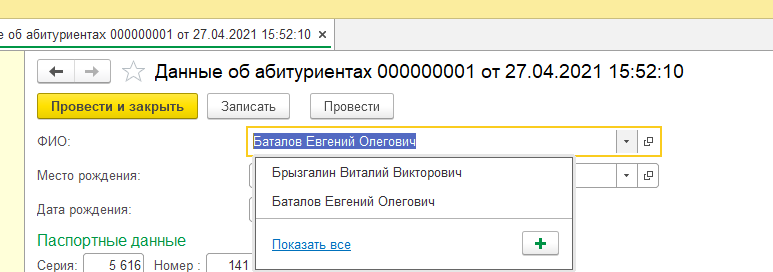 е об абитуриентах 000000001 от 27.04.2021 15:52:10 ×
Данные об абитуриентах 000000001 от 27.04.2021 15:52:10
Провести и закрыть Записать Провести
ФИО: Баталов Евгений Олегович
Брызгалин Виталий Викторович
Место рождения:
Баталов Евгений Олегович
Дата рождения:
Паспортные данные
Показать все
Серия: 5 616 Номер : 141